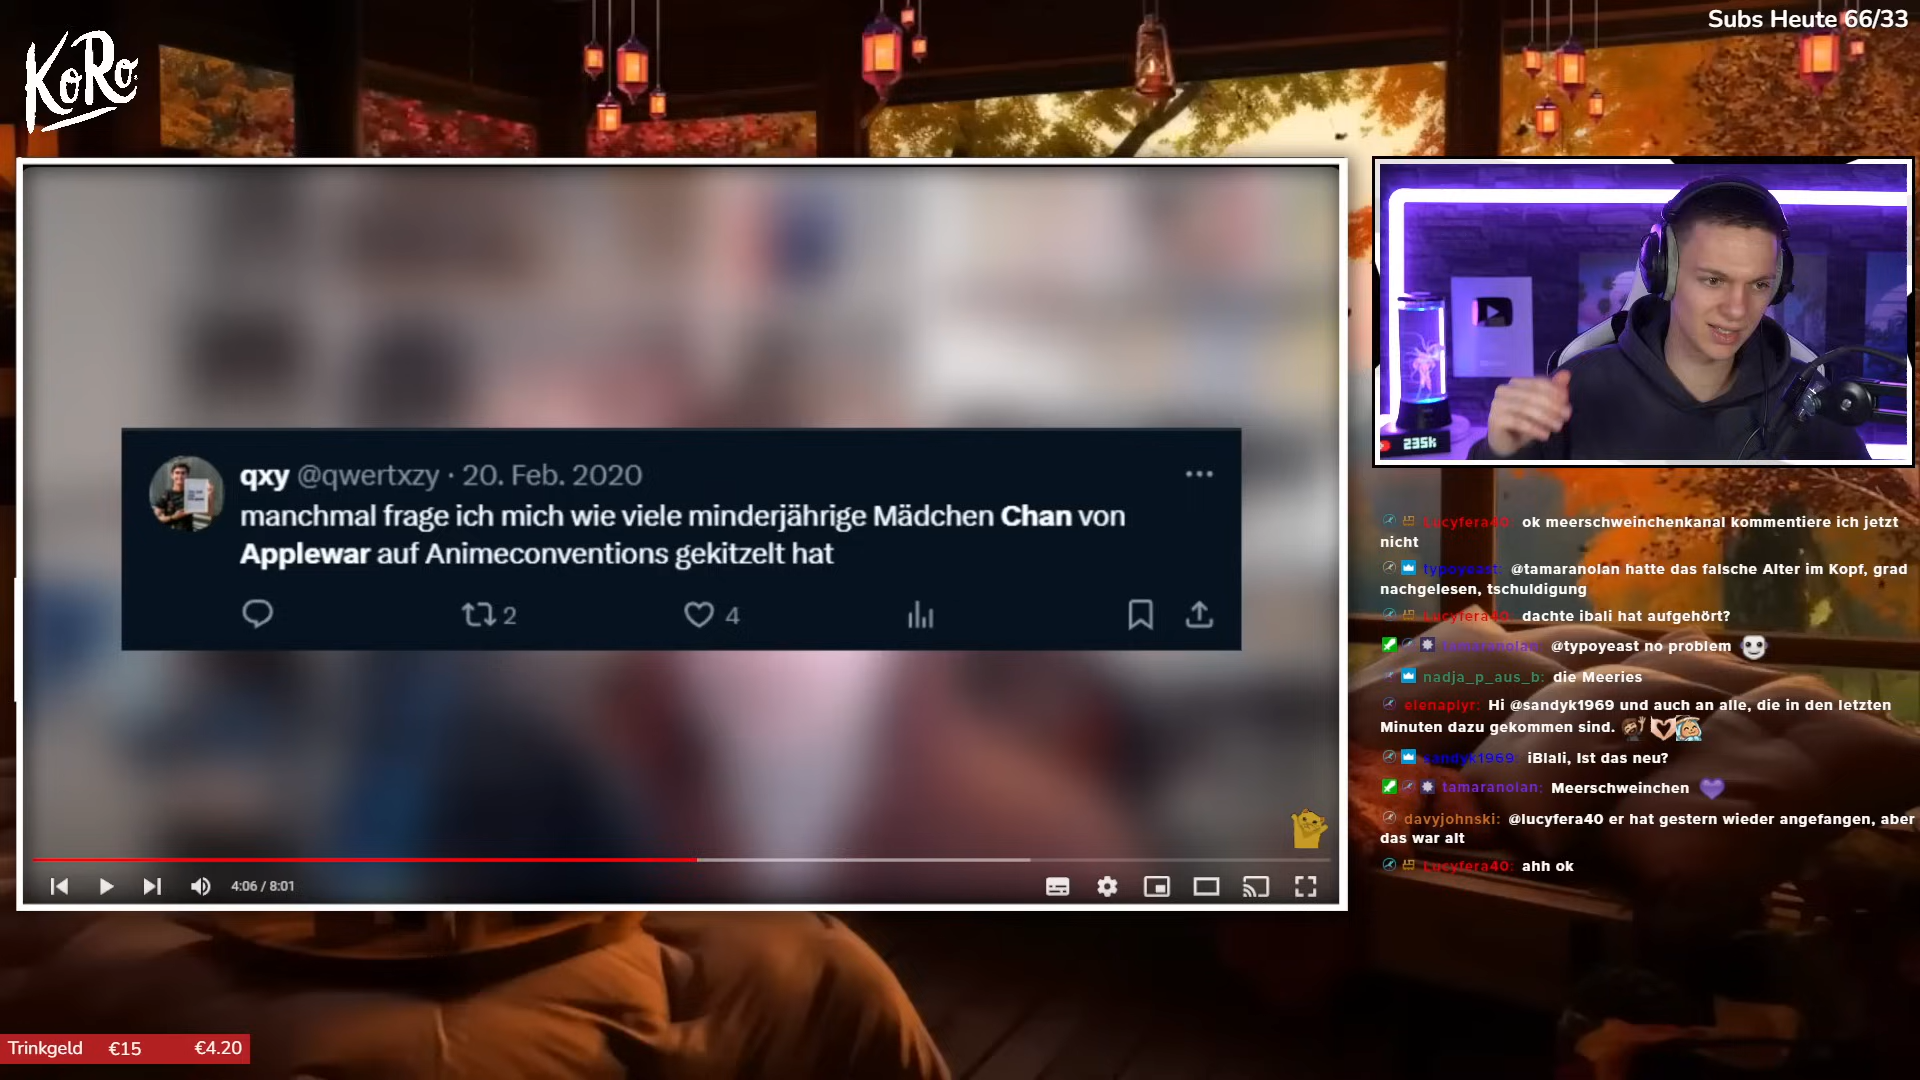 Subs Heute 66/33
KoRo
qxy @qwertxzy · 20. Feb. 2020
manchmal frage ich mich wie viele minderjährige Mädchen Chan von
Applewar auf Animeconventions gekitzelt hat
2
4
4:06 / 8:01
235k
Lucyfera40: ok meerschweinchenkanal kommentiere ich jetzt
nicht
typoyeast: @tamaranolan hatte das falsche Alter im Kopf, grad
nachgelesen, tschuldigung
Lucyfera40: dachte ibali hat aufgehört?
tamaranolan: @typoyeast no problem
nadja_p_aus_b: die Meeries
elenaplyr: Hi @sandyk1969 und auch an alle, die in den letzten
Minuten dazu gekommen sind.
sandyk1969: iBlali, Ist das neu?
tamaranolan: Meerschweinchen
davyjohnski: @lucyfera40 er hat gestern wieder angefangen, aber
das war alt
Lucyfera40: ahh ok
Trinkgeld €15 €4.20